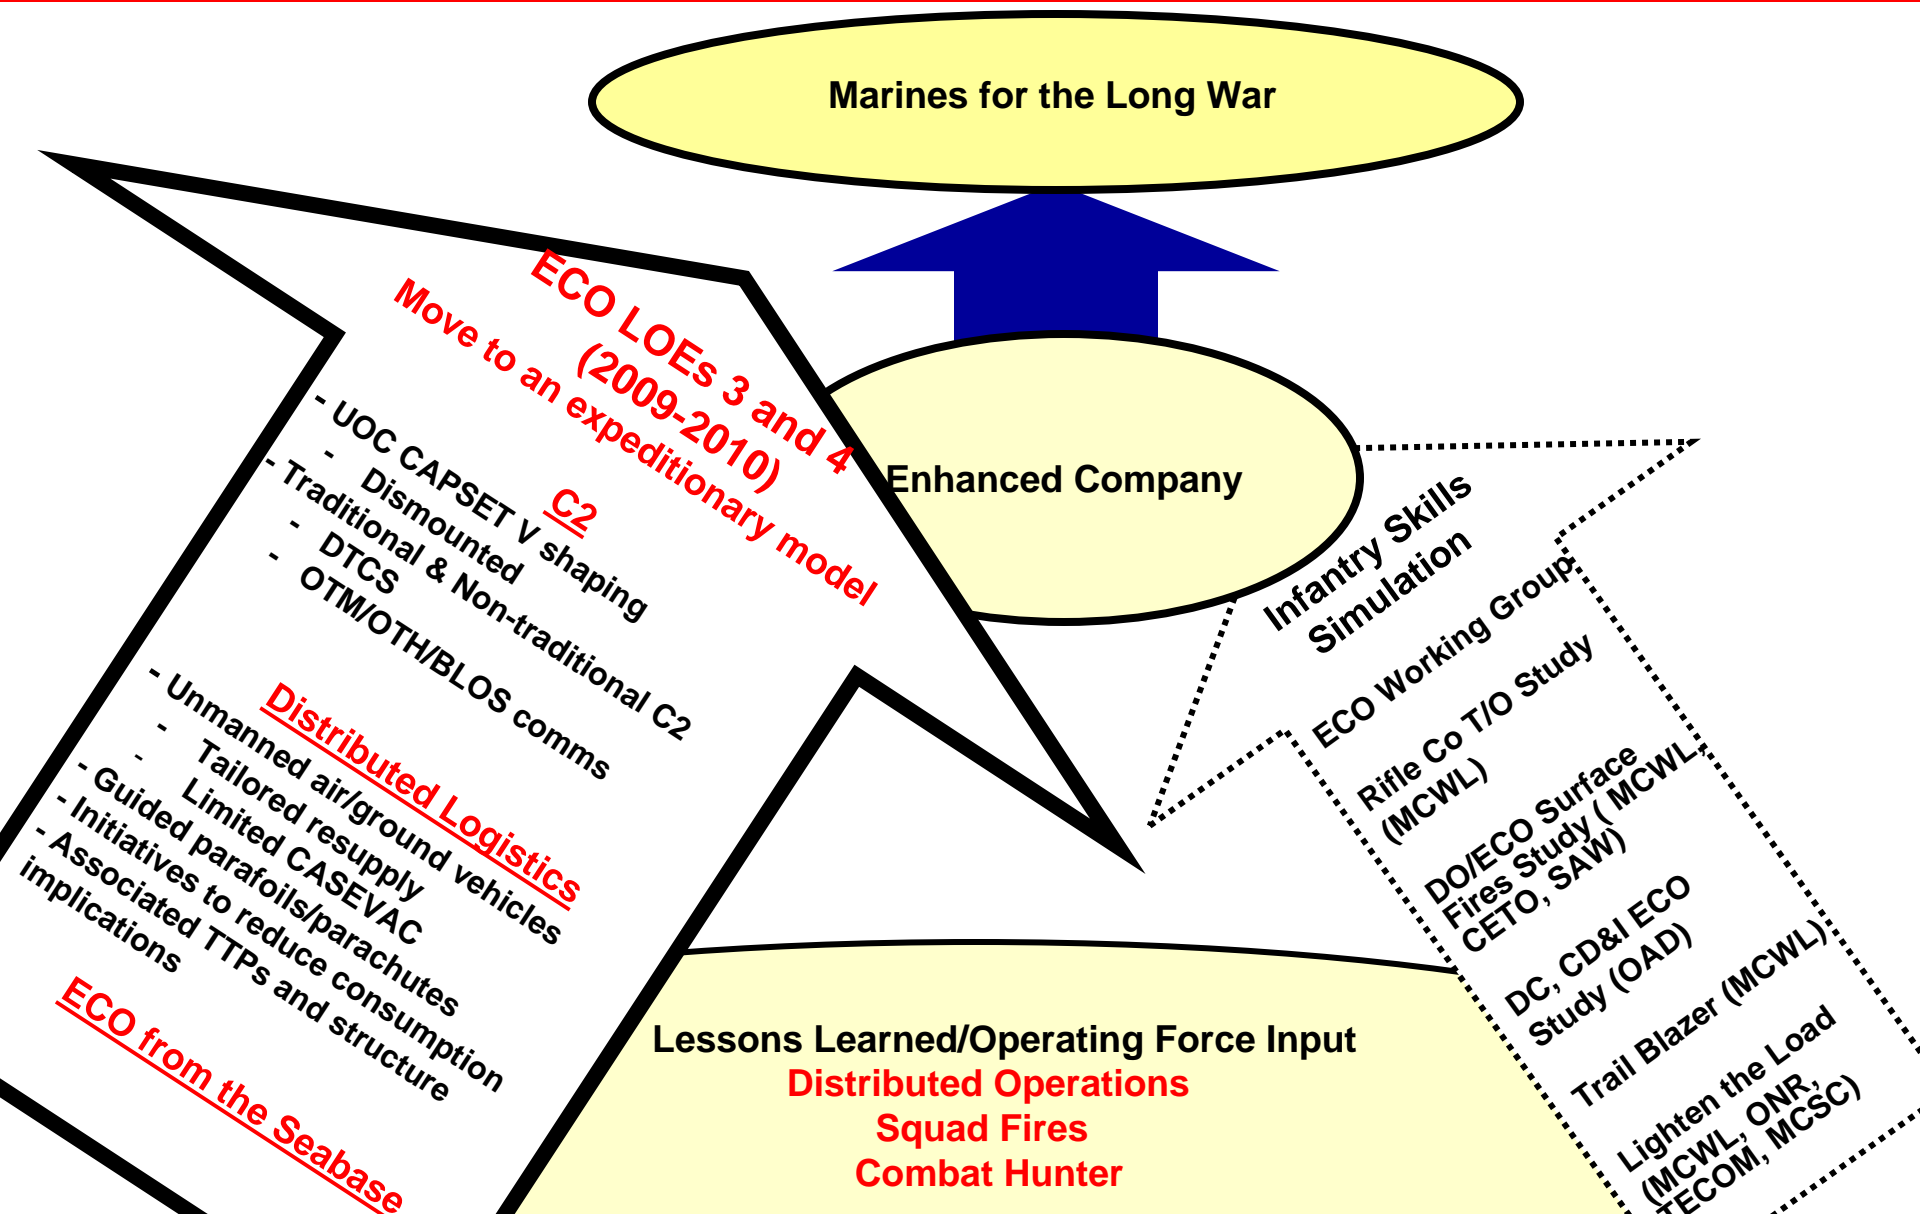 Marines for the Long War
ECO LOEs 3 and 4
(2009-2010)
Move to an expeditionary model
C2
- UOC CAPSET V shaping
- Dismounted
- Traditional & Non-traditional C2
- DTCS
- OTM/OTH/BLOS comms
Distributed Logistics
- Unmanned air/ground vehicles
- Tailored resupply
- Limited CASEVAC
- Guided parafoils/parachutes
- Initiatives to reduce consumption
- Associated TTPs and structure
implications
ECO from the Seabase
Enhanced Company
Infantry Skills
Simulation
ECO Working Group
Rifle Co T/O Study
(MCWL)
DO/ECO Surface
Fires Study ( MCWL,
CETO, SAW)
DC, CD&I ECO
Study (OAD)
Trail Blazer (MCWL)
Lighten the Load
(MCWL, ONR,
TECOM, MCSC)
Lessons Learned/Operating Force Input
Distributed Operations
Squad Fires
Combat Hunter